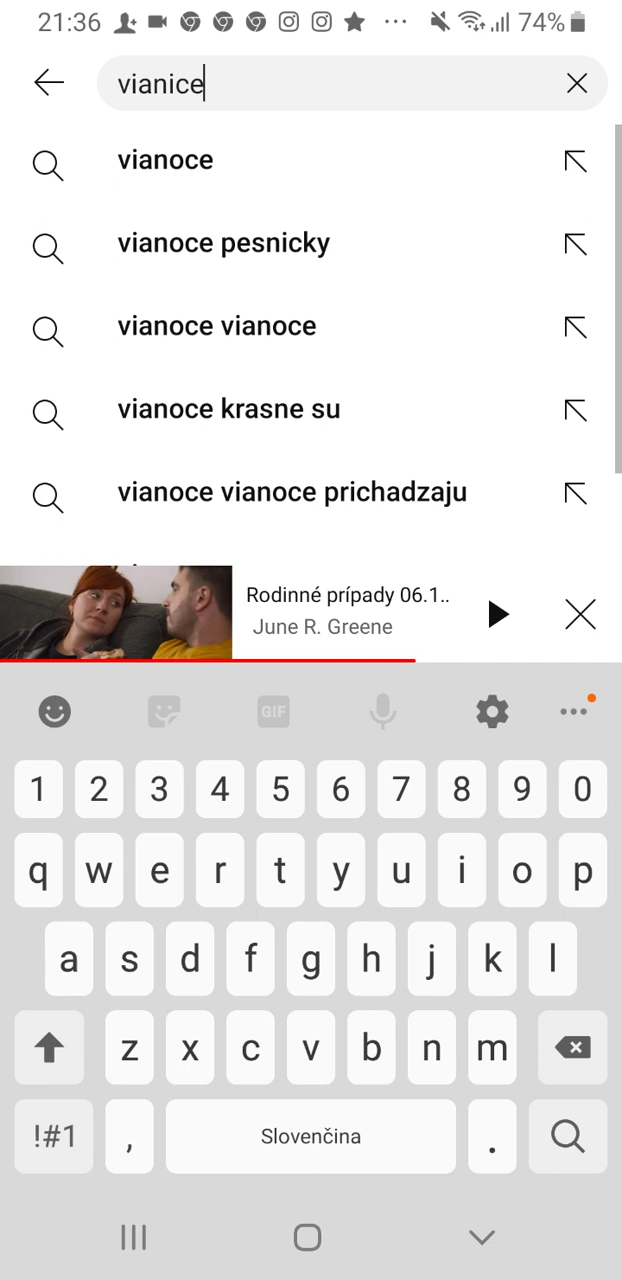 21:36
74%
vianice
vianoce
vianoce pesnicky
vianoce vianoce
vianoce krasne su
vianoce vianoce prichadzaju
Rodinné prípady 06.1..
June R. Greene
GIF
1 2 3 4 5 6 7 8 9 0
q w e r t y u i o p
a s d f g h j k l
z x c v b n m
!#1 , Slovenčina .